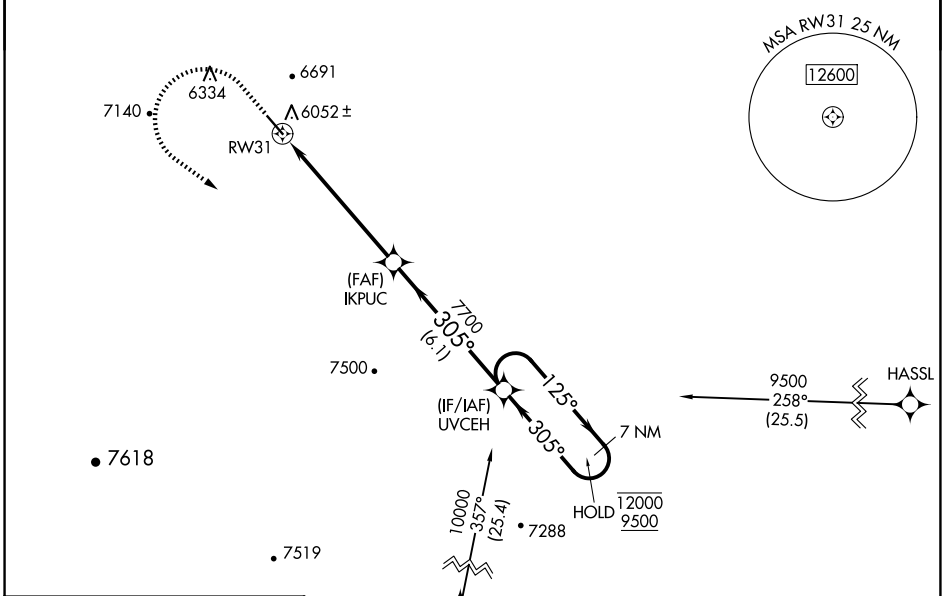 MSA RW31 25 NM
12600
6691
6334
7140
6052 ±
RW31
(FAF)
IKPUC
7700
305°
(6.1)
7500
(IF/IAF)
UVCEH
125°
305°
7 NM
HASSL
9500
258°
(25.5)
7618
HOLD
12000
9500
10000
357°
(25.4)
7288
7519